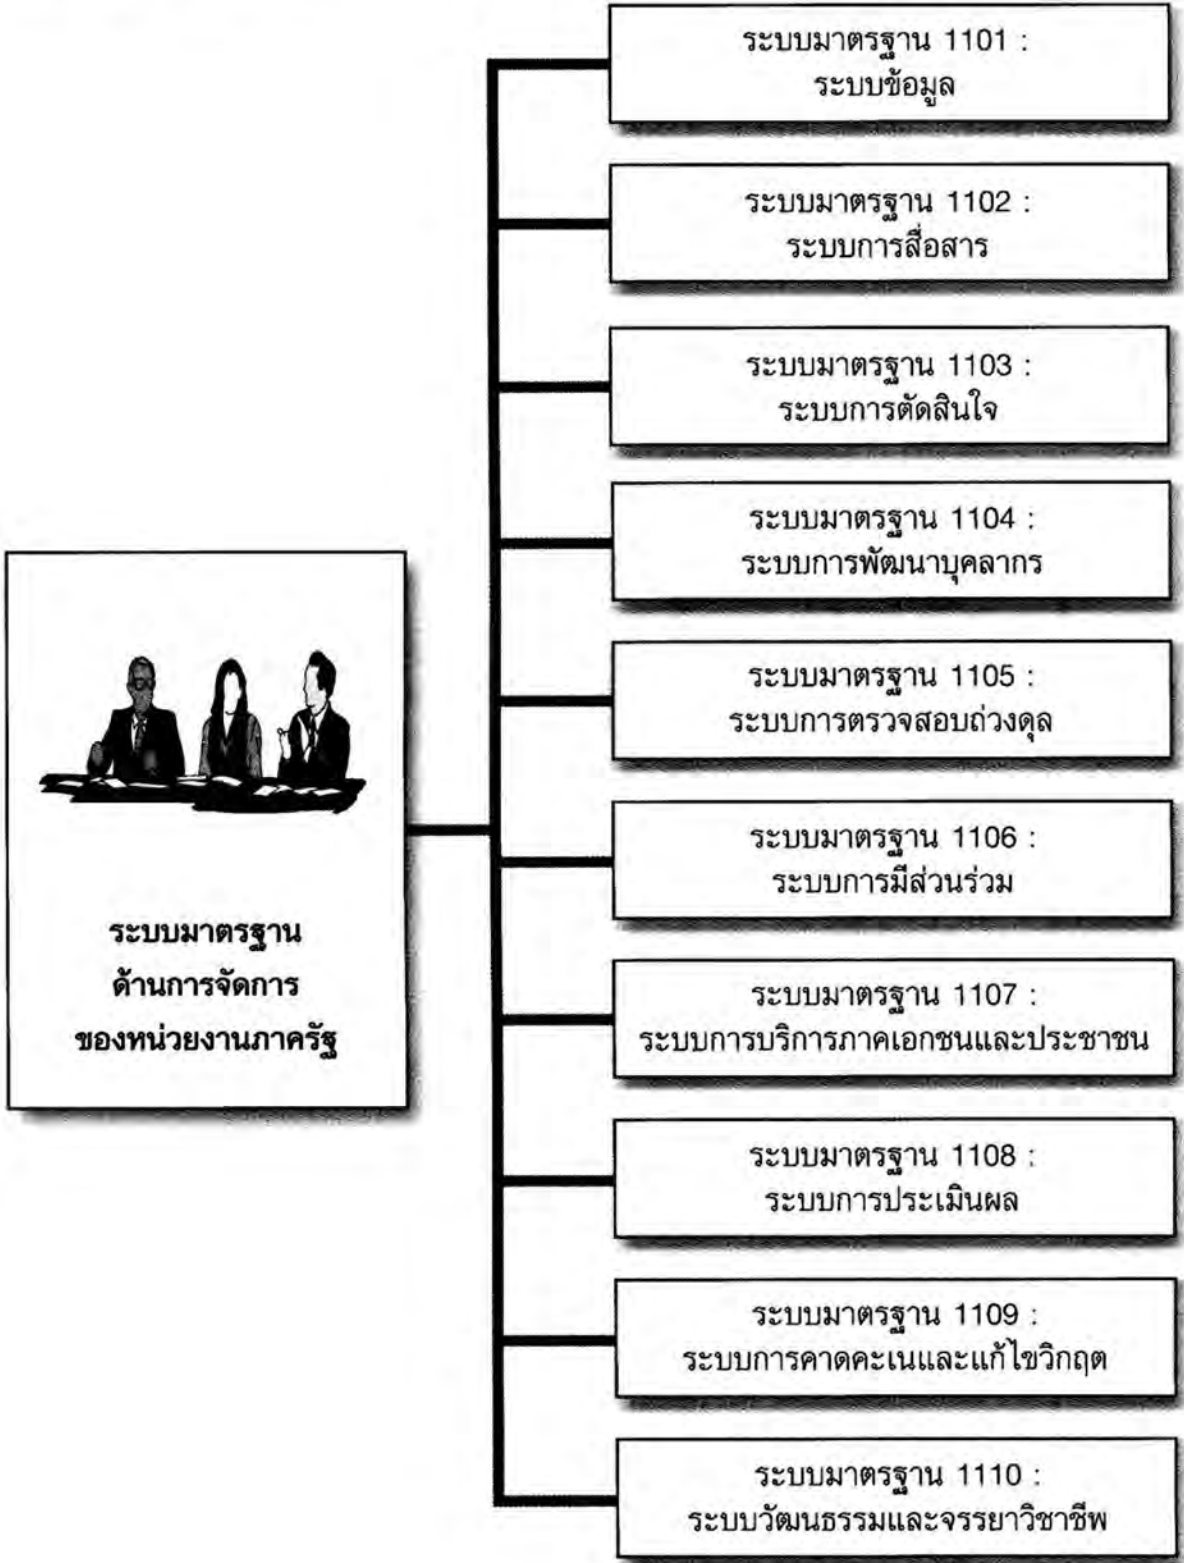 ระบบมาตรฐาน
ด้านการจัดการ
ของหน่วยงานภาครัฐ
ระบบมาตรฐาน 1101 :
ระบบข้อมูล
ระบบมาตรฐาน 1102 :
ระบบการสื่อสาร
ระบบมาตรฐาน 1103 :
ระบบการตัดสินใจ
ระบบมาตรฐาน 1104 :
ระบบการพัฒนาบุคลากร
ระบบมาตรฐาน 1105 :
ระบบการตรวจสอบถ่วงดุล
ระบบมาตรฐาน 1106 :
ระบบการมีส่วนร่วม
ระบบมาตรฐาน 1107 :
ระบบการบริการภาคเอกชนและประชาชน
ระบบมาตรฐาน 1108 :
ระบบการประเมินผล
ระบบมาตรฐาน 1109 :
ระบบการคาดคะเนและแก้ไขวิกฤต
ระบบมาตรฐาน 1110 :
ระบบวัฒนธรรมและจรรยาวิชาชีพ